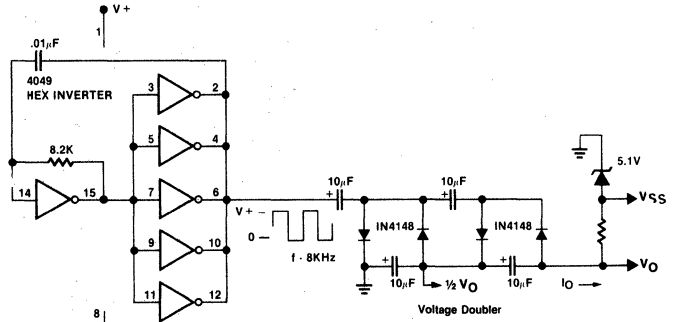 V+
1
.01µF
4049
HEX INVERTER
3
2
5
4
8.2K
14
15
7
6
9
10
11
12
8
V+
0
f · 8KHz
10µF
+
10µF
+
IN4148
IN4148
+
10µF
+
10µF
½ VO
IO
Voltage Doubler
5.1V
VSS
VO